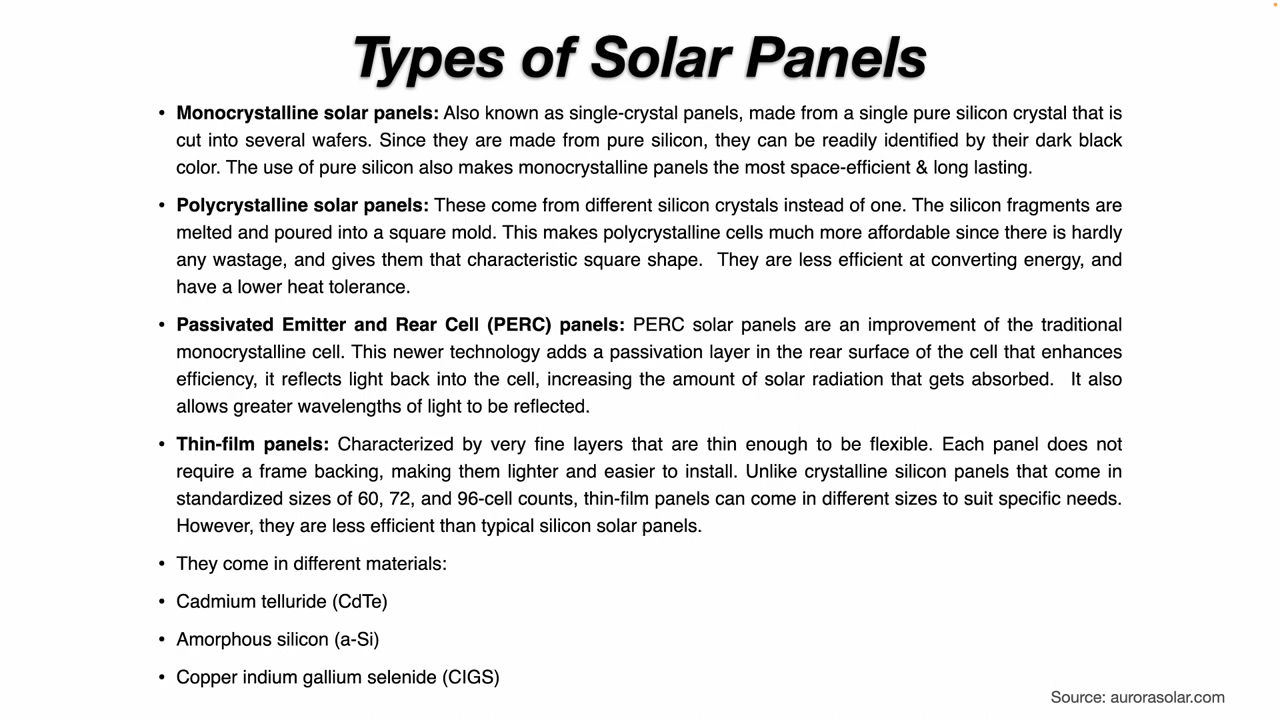 Types of Solar Panels
• Monocrystalline solar panels: Also known as single-crystal panels, made from a single pure silicon crystal that is
cut into several wafers. Since they are made from pure silicon, they can be readily identified by their dark black
color. The use of pure silicon also makes monocrystalline panels the most space-efficient & long lasting.
• Polycrystalline solar panels: These come from different silicon crystals instead of one. The silicon fragments are
melted and poured into a square mold. This makes polycrystalline cells much more affordable since there is hardly
any wastage, and gives them that characteristic square shape.  They are less efficient at converting energy, and
have a lower heat tolerance.
• Passivated Emitter and Rear Cell (PERC) panels: PERC solar panels are an improvement of the traditional
monocrystalline cell. This newer technology adds a passivation layer in the rear surface of the cell that enhances
efficiency, it reflects light back into the cell, increasing the amount of solar radiation that gets absorbed.  It also
allows greater wavelengths of light to be reflected.
• Thin-film panels: Characterized by very fine layers that are thin enough to be flexible. Each panel does not
require a frame backing, making them lighter and easier to install. Unlike crystalline silicon panels that come in
standardized sizes of 60, 72, and 96-cell counts, thin-film panels can come in different sizes to suit specific needs.
However, they are less efficient than typical silicon solar panels.
• They come in different materials:
• Cadmium telluride (CdTe)
• Amorphous silicon (a-Si)
• Copper indium gallium selenide (CIGS)
Source: aurorasolar.com